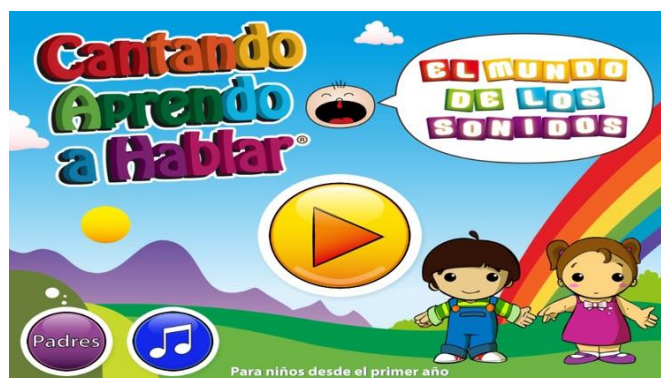 Cantando
Aprendo
a Hablar®
EL MUNDO
DE LOS
SONIDOS
Padres
Para niños desde el primer año